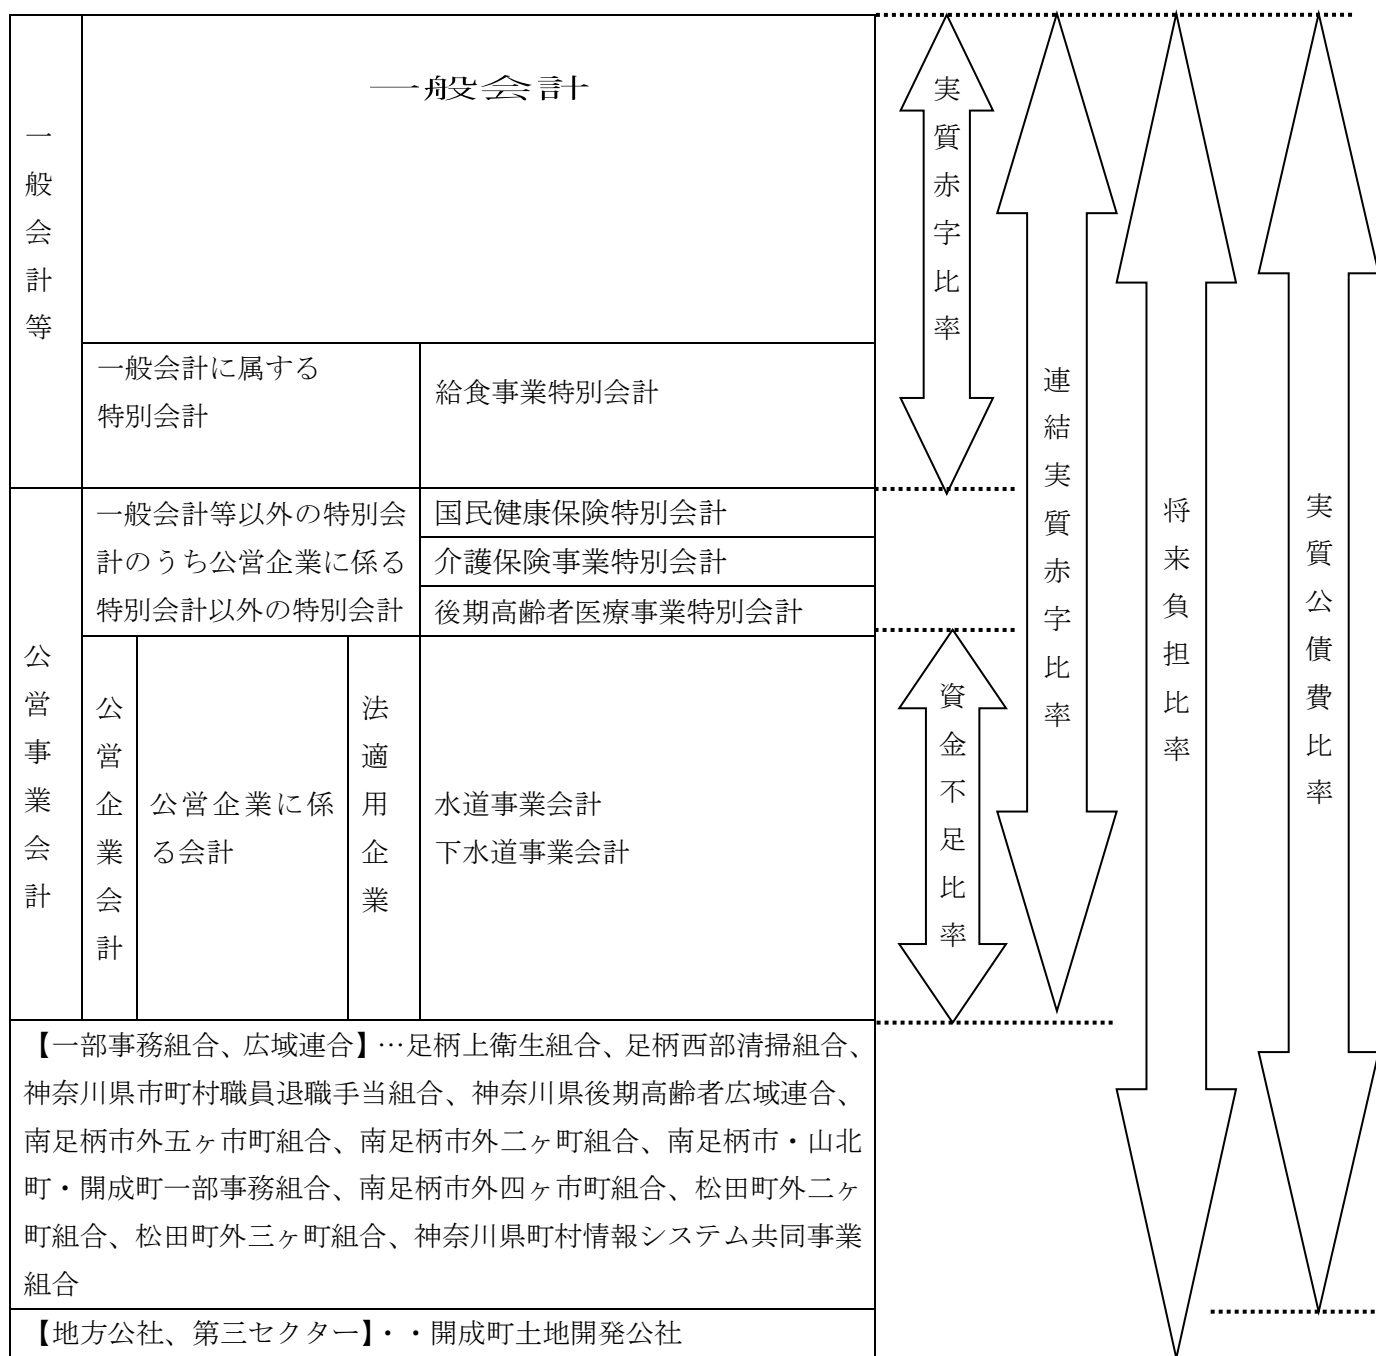 一般会計等
一般会計
一般会計に属する
特別会計
給食事業特別会計
公営事業会計
一般会計等以外の特別会
計のうち公営企業に係る
特別会計以外の特別会計
国民健康保険特別会計
介護保険事業特別会計
後期高齢者医療事業特別会計
公営企業会計
公営企業に係
る会計
法適用企業
水道事業会計
下水道事業会計
【一部事務組合、広域連合】…足柄上衛生組合、足柄西部清掃組合、
神奈川県市町村職員退職手当組合、神奈川県後期高齢者広域連合、
南足柄市外五ヶ市町組合、南足柄市外二ヶ町組合、南足柄市・山北
町・開成町一部事務組合、南足柄市外四ヶ市町組合、松田町外二ヶ
町組合、松田町外三ヶ町組合、神奈川県町村情報システム共同事業
組合
【地方公社、第三セクター】・・開成町土地開発公社
実質赤字比率
資金不足比率
連結実質赤字比率
将来負担比率
実質公債費比率